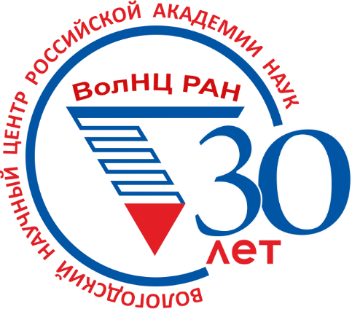 ВОЛОГОДСКИЙ НАУЧНЫЙ ЦЕНТР РОССИЙСКОЙ АКАДЕМИИ НАУК
ВолНЦ РАН
30
лет